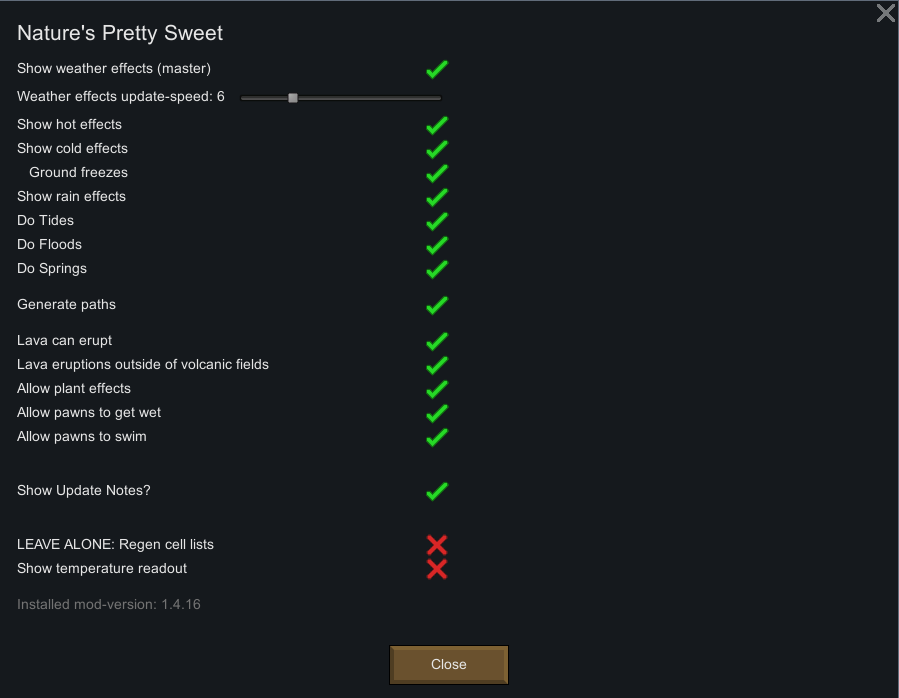 Nature's Pretty Sweet
Show weather effects (master)
Weather effects update-speed: 6
Show hot effects
Show cold effects
Ground freezes
Show rain effects
Do Tides
Do Floods
Do Springs
Generate paths
Lava can erupt
Lava eruptions outside of volcanic fields
Allow plant effects
Allow pawns to get wet
Allow pawns to swim
Show Update Notes?
LEAVE ALONE: Regen cell lists
Show temperature readout
Installed mod-version: 1.4.16
Close